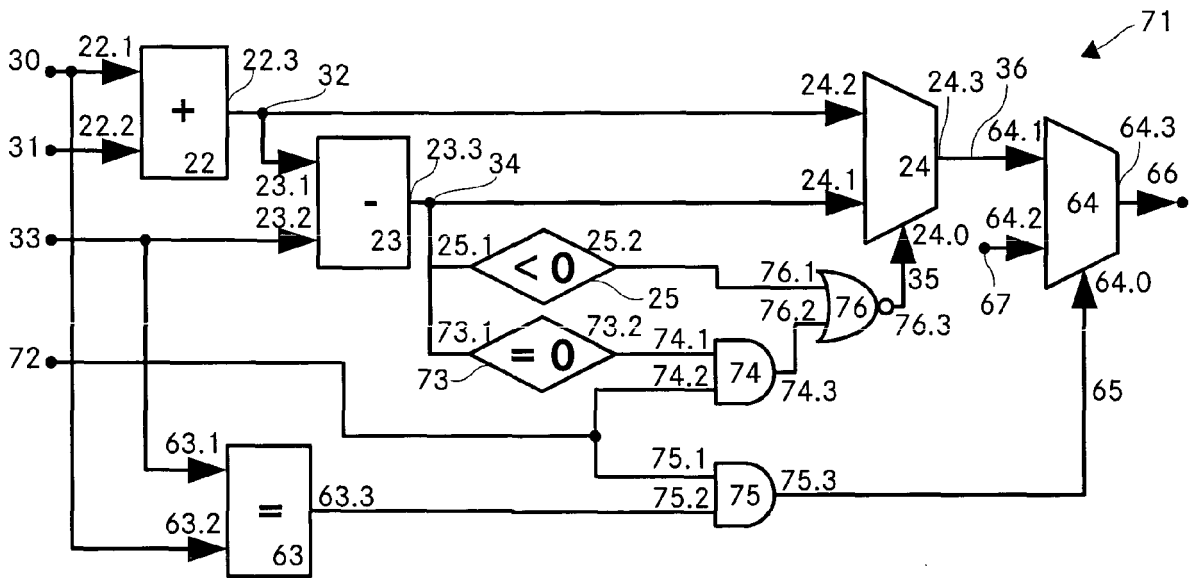 71
30 22.1 22.3 32 24.2 24.3 36
+
22.2 22
31
64.1 64.3
23.3 34
23.1 24 66
24.1
33 23.2 - 23 64
64.2
25.1 < 0 25.2 24.0
25 76.1 35 67 64.0
76.2 76 76.3
73.1 = 0 73.2 74.1
72 73 74.2 74 74.3 65
63.1 75.1
75.3
= 63.3 75.2 75
63.2 63